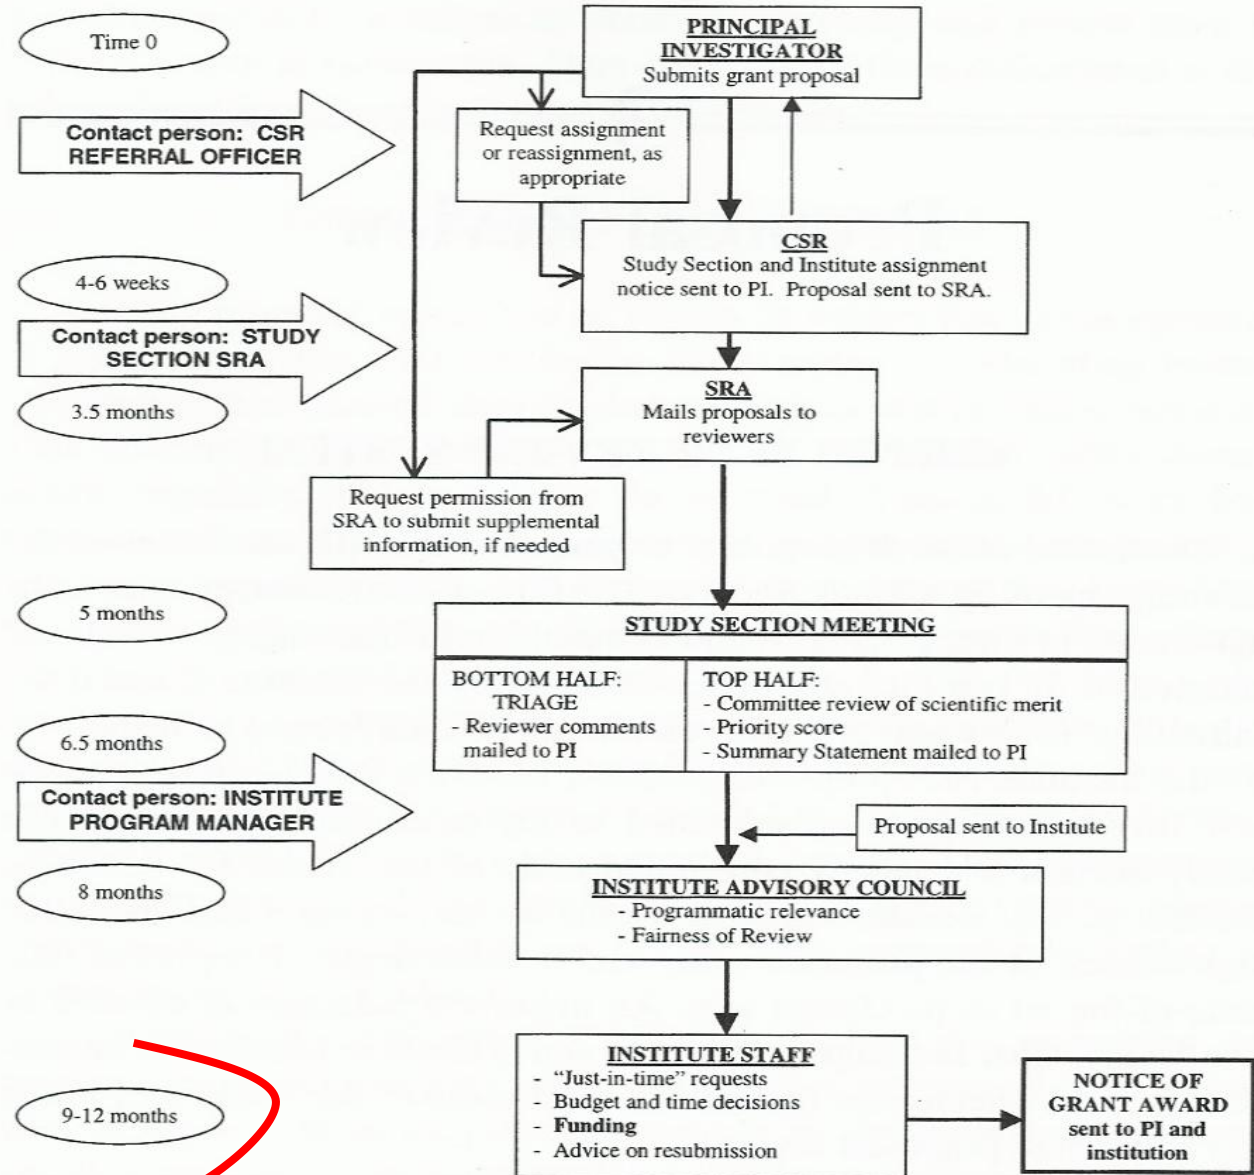 Time 0
PRINCIPAL
INVESTIGATOR
Submits grant proposal
Contact person: CSR
REFERRAL OFFICER
Request assignment
or reassignment, as
appropriate
CSR
Study Section and Institute assignment
notice sent to PI. Proposal sent to SRA.
4-6 weeks
Contact person: STUDY
SECTION SRA
3.5 months
SRA
Mails proposals to
reviewers
Request permission from
SRA to submit supplemental
information, if needed
5 months
STUDY SECTION MEETING
BOTTOM HALF:
TRIAGE
- Reviewer comments
mailed to PI
TOP HALF:
- Committee review of scientific merit
- Priority score
- Summary Statement mailed to PI
6.5 months
Contact person: INSTITUTE
PROGRAM MANAGER
Proposal sent to Institute
8 months
INSTITUTE ADVISORY COUNCIL
- Programmatic relevance
- Fairness of Review
9-12 months
INSTITUTE STAFF
- "Just-in-time" requests
- Budget and time decisions
- Funding
- Advice on resubmission
NOTICE OF
GRANT AWARD
sent to PI and
institution